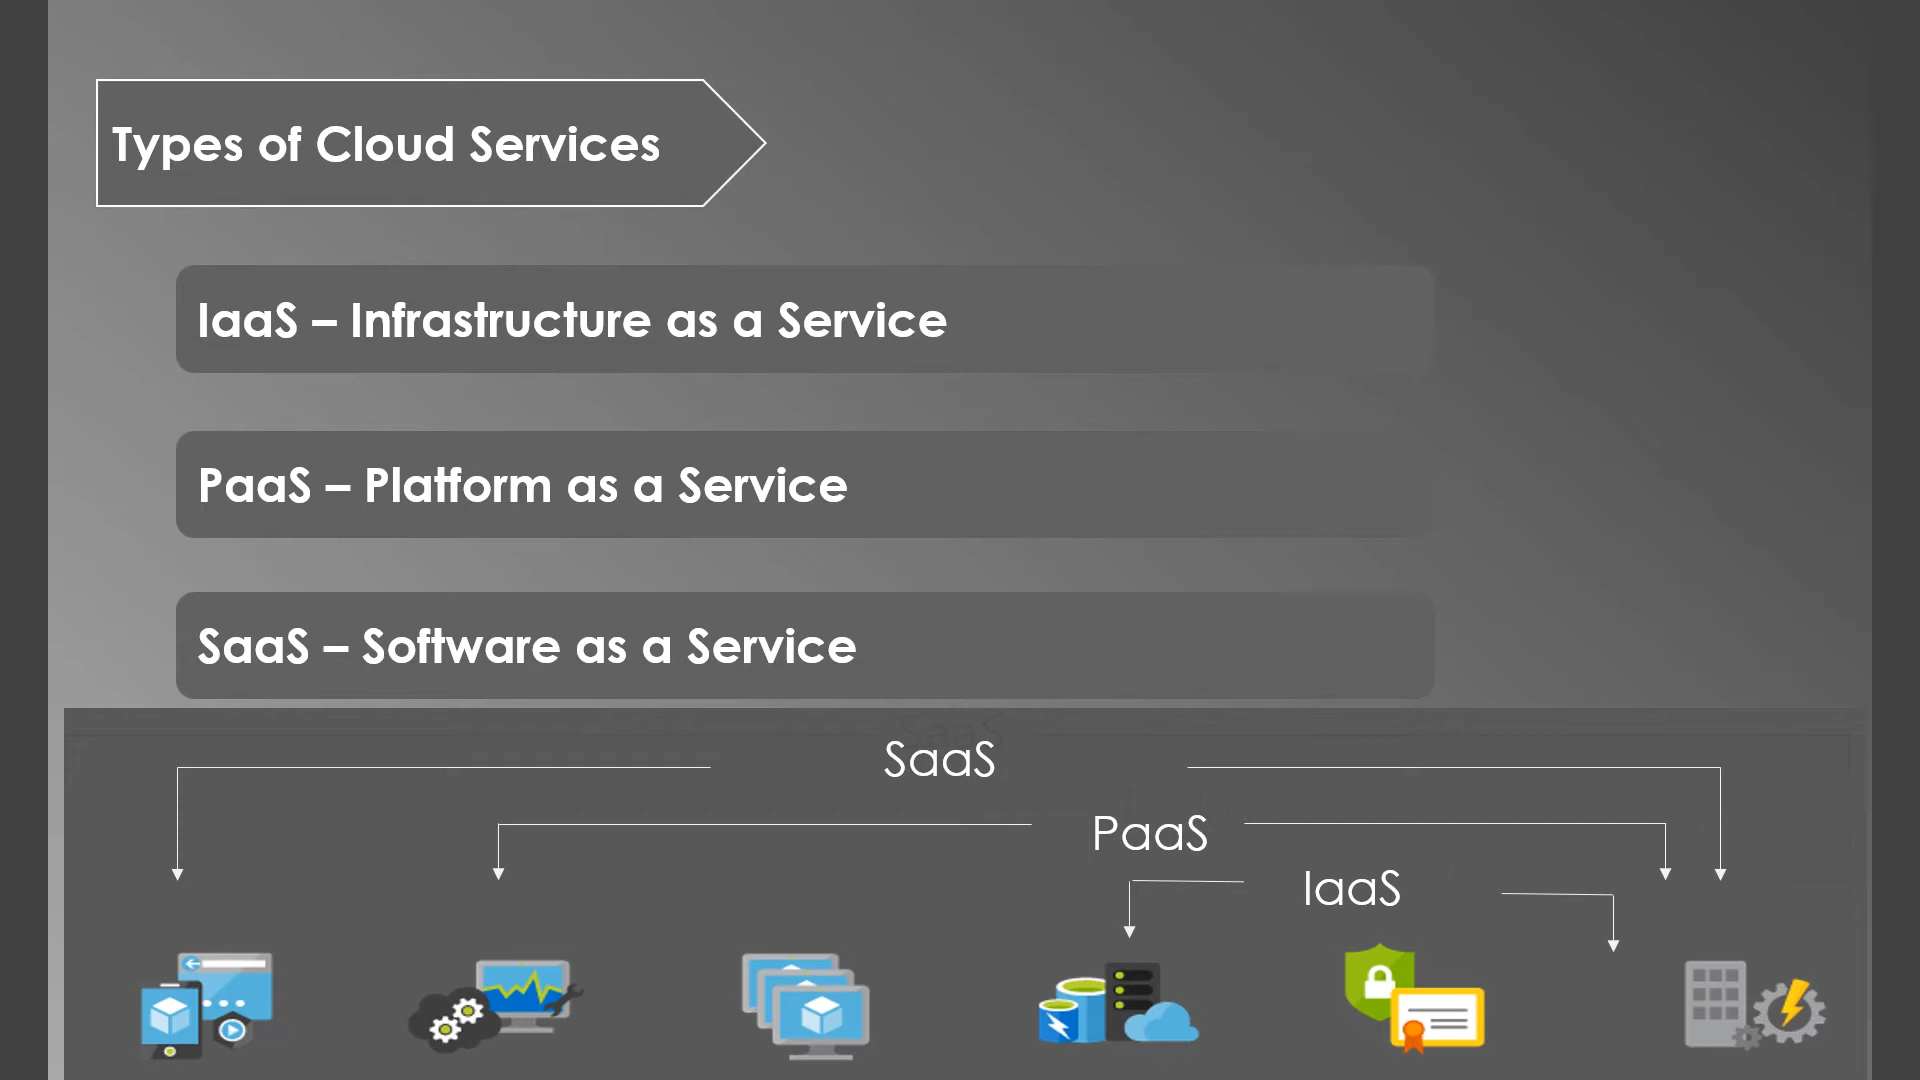 Types of Cloud Services
IaaS – Infrastructure as a Service
PaaS – Platform as a Service
SaaS – Software as a Service
SaaS
PaaS
IaaS